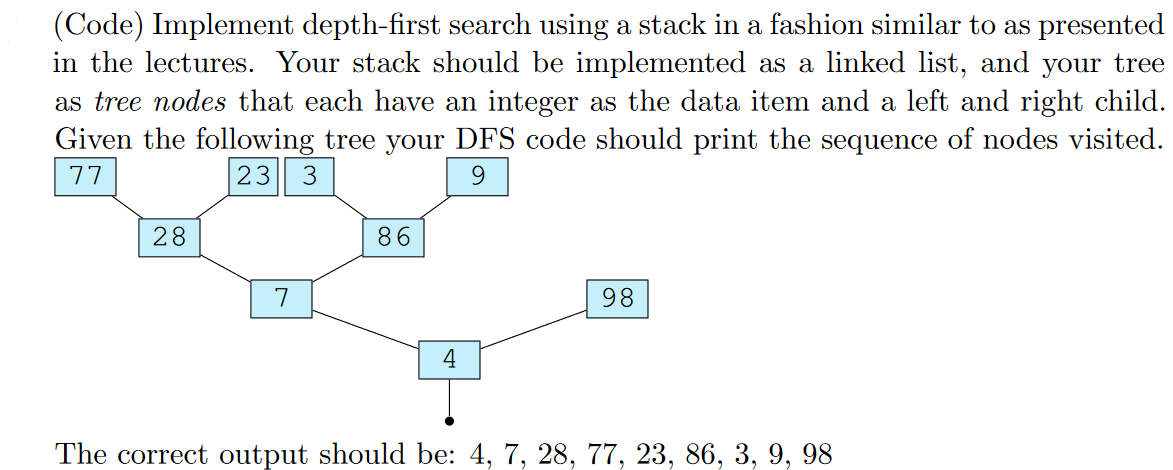 (Code) Implement depth-first search using a stack in a fashion similar to as presented
in the lectures. Your stack should be implemented as a linked list, and your tree
as tree nodes that each have an integer as the data item and a left and right child.
Given the following tree your DFS code should print the sequence of nodes visited.
77 23 3 9
28 86
7 98
4
The correct output should be: 4, 7, 28, 77, 23, 86, 3, 9, 98